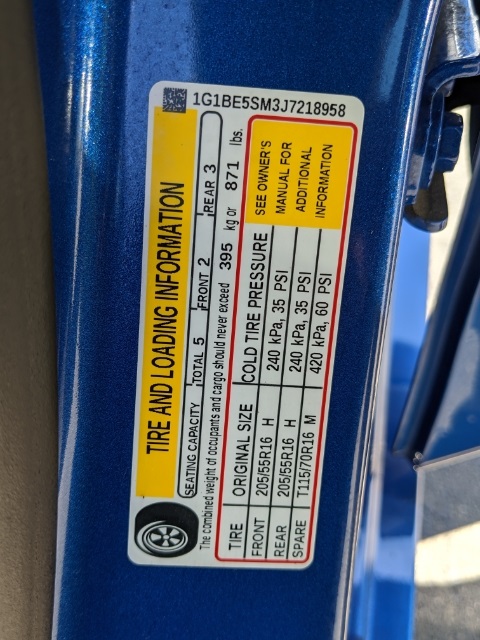 1G1BE5SM3J7218958
TIRE AND LOADING INFORMATION
SEATING CAPACITY TOTAL 5 FRONT 2 REAR 3
The combined weight of occupants and cargo should never exceed 395 kg or 871 lbs.
TIRE ORIGINAL SIZE COLD TIRE PRESSURE
FRONT 205/55R16 H 240 kPa, 35 PSI
REAR 205/55R16 H 240 kPa, 35 PSI
SPARE T115/70R16 M 420 kPa, 60 PSI
SEE OWNER'S
MANUAL FOR
ADDITIONAL
INFORMATION